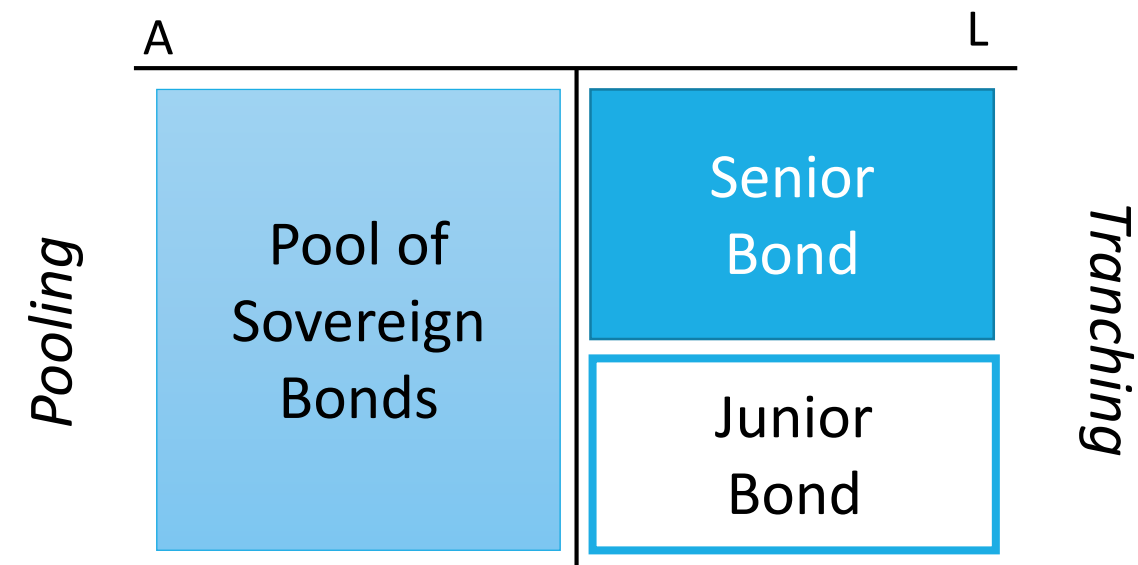 A
L
Pooling
Pool of
Sovereign
Bonds
Senior
Bond
Junior
Bond
Tranching